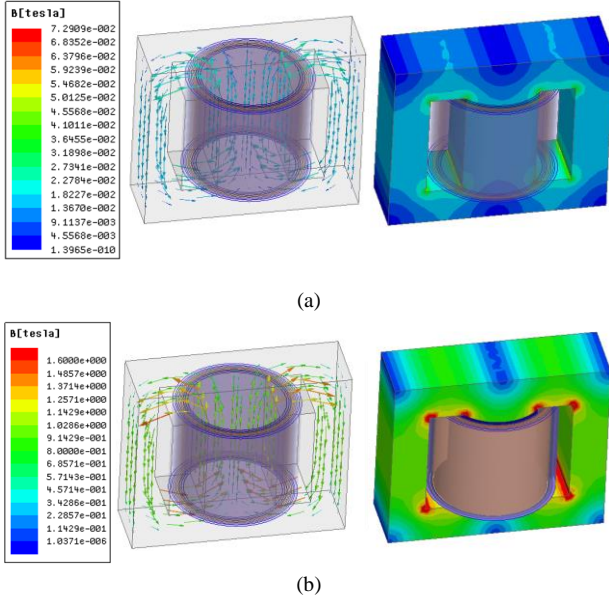 B[tesla]
7.2909e-002
6.8352e-002
6.3796e-002
5.9239e-002
5.4682e-002
5.0125e-002
4.5568e-002
4.1011e-002
3.6455e-002
3.1898e-002
2.7341e-002
2.2784e-002
1.8227e-002
1.3670e-002
9.1137e-003
4.5568e-003
1.3965e-010
(a)
B[tesla]
1.6000e+000
1.4857e+000
1.3714e+000
1.2571e+000
1.1429e+000
1.0286e+000
9.1429e-001
8.0000e-001
6.8571e-001
5.7143e-001
4.5714e-001
3.4286e-001
2.2857e-001
1.1429e-001
1.0371e-006
(b)